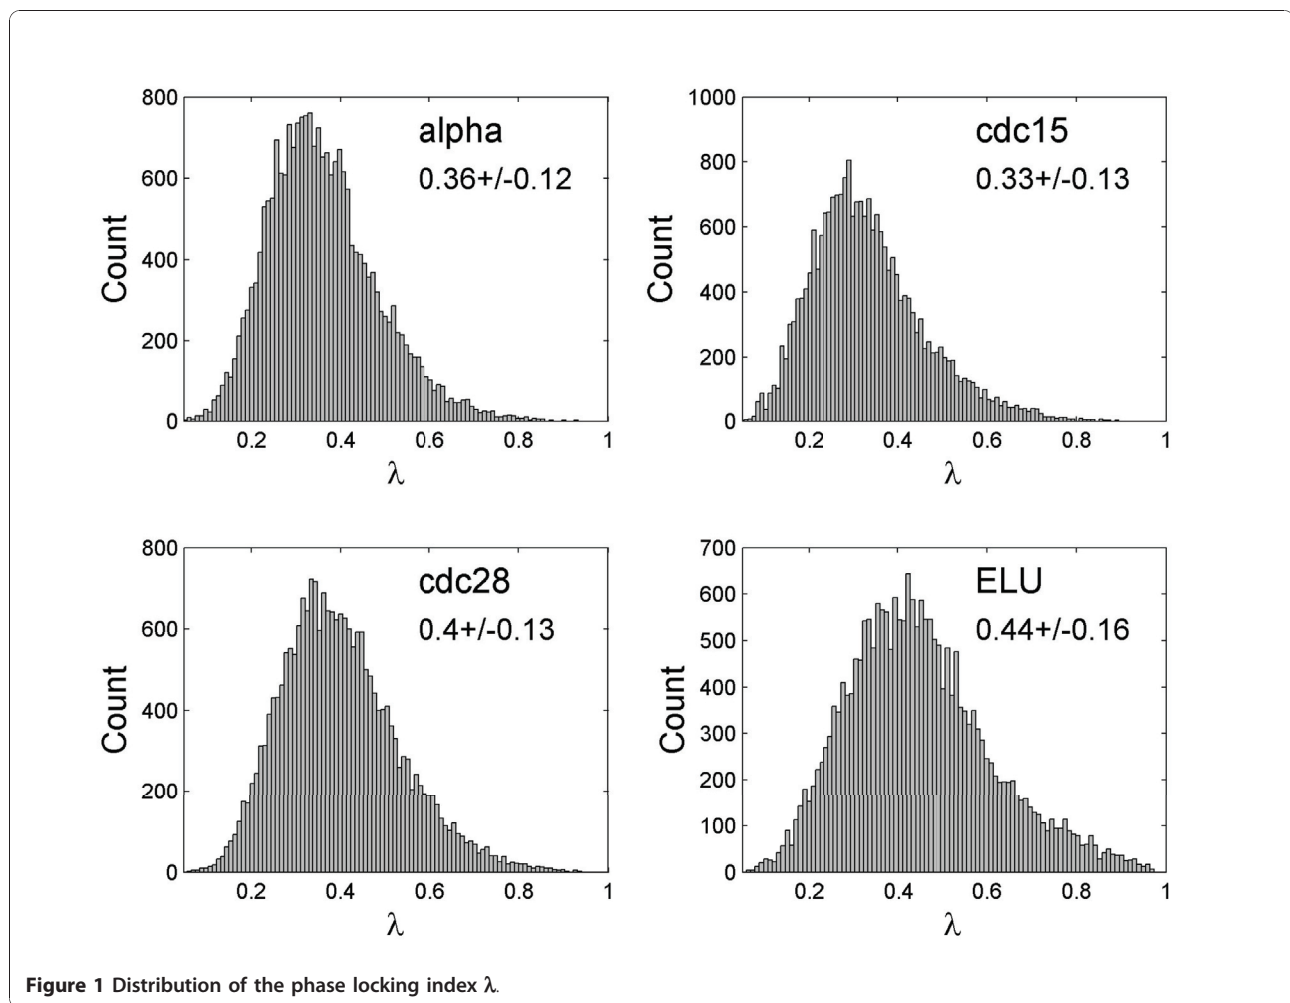 800
600
400
200
0
Count
alpha
0.36+/-0.12
0.2 0.4 0.6 0.8 1
λ
1000
800
600
400
200
0
Count
cdc15
0.33+/-0.13
0.2 0.4 0.6 0.8 1
λ
800
600
400
200
0
Count
cdc28
0.4+/-0.13
0.2 0.4 0.6 0.8 1
λ
700
600
500
400
300
200
100
0
Count
ELU
0.44+/-0.16
0.2 0.4 0.6 0.8 1
λ
Figure 1 Distribution of the phase locking index λ.